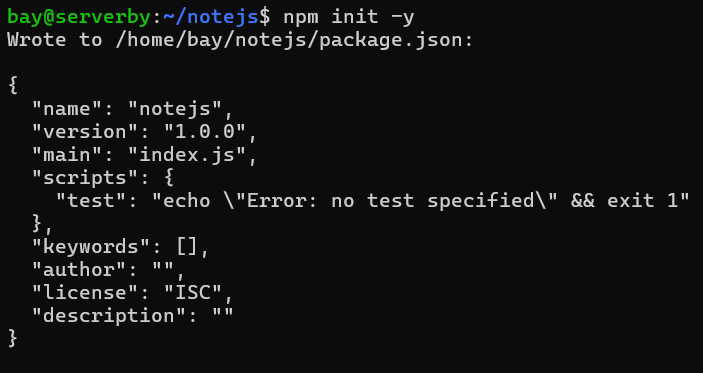 bay@serverby:~/notejs$ npm init -y
Wrote to /home/bay/notejs/package.json:

{
  "name": "notejs",
  "version": "1.0.0",
  "main": "index.js",
  "scripts": {
    "test": "echo \"Error: no test specified\" && exit 1"
  },
  "keywords": [],
  "author": "",
  "license": "ISC",
  "description": ""
}